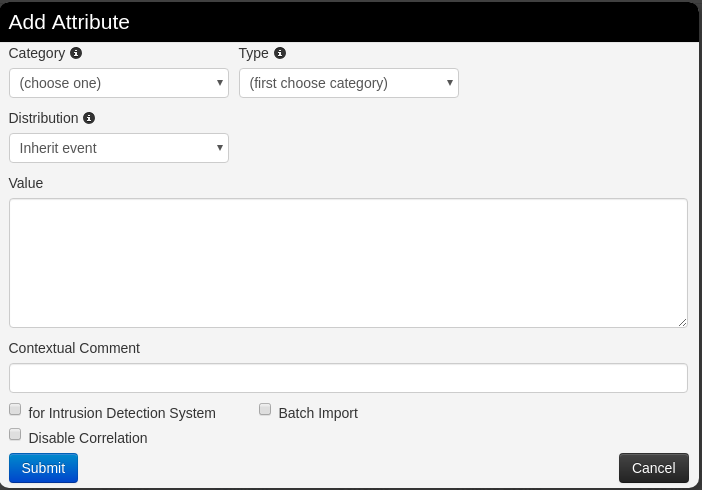 Add Attribute
Category Type
(choose one) (first choose category)
Distribution
Inherit event
Value
Contextual Comment
for Intrusion Detection System Batch Import
Disable Correlation
Submit Cancel